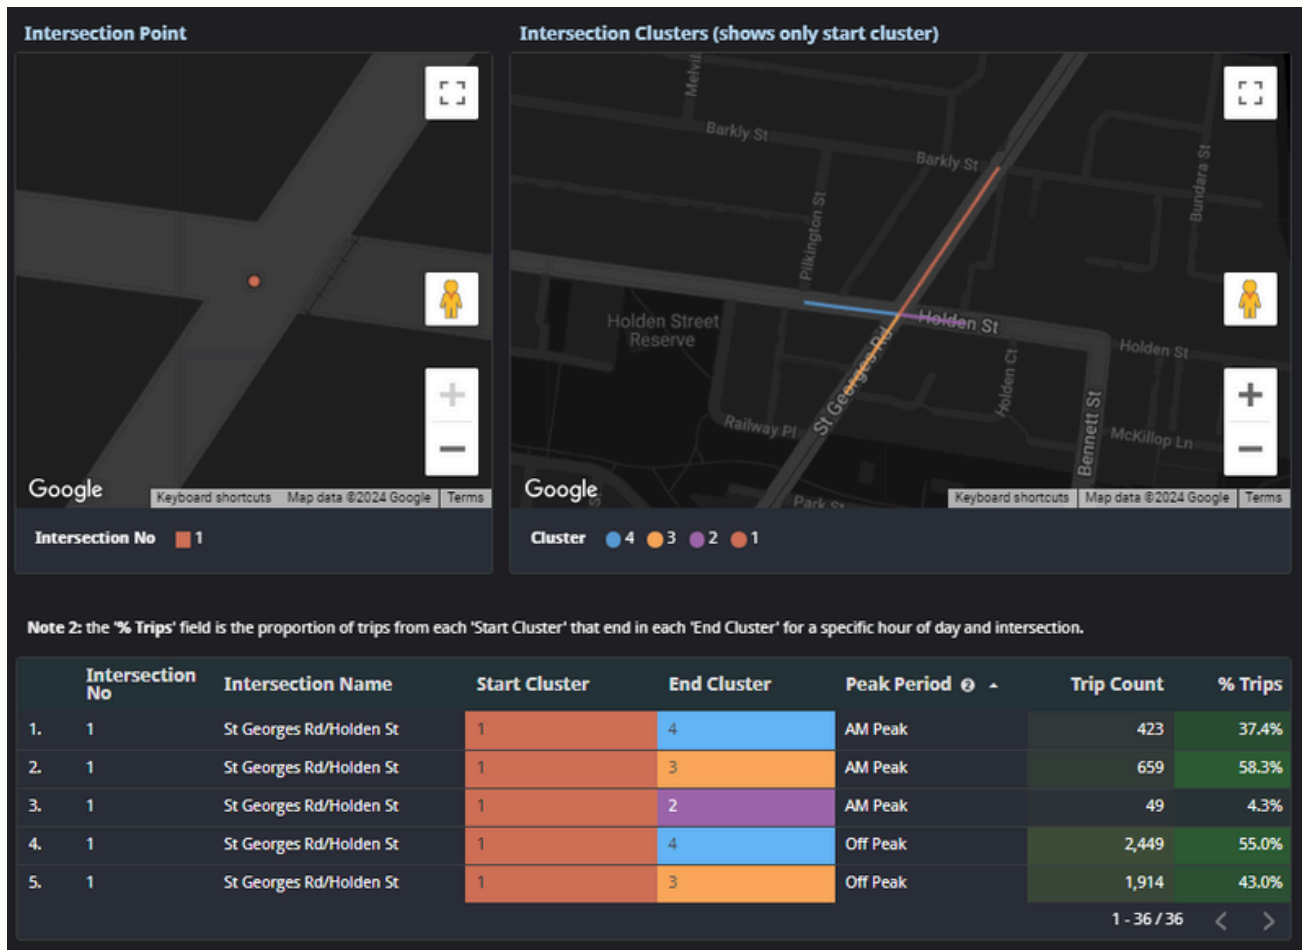 Intersection Point
Intersection Clusters (shows only start cluster)
Barkly St
Barkly St
Pilkington St
Bundara St
Holden Street
Reserve
Holden St
St Georges Rd
Holden St
Holden Ct
Railway Pl
Bennett St
McKillop Ln
Park St
Google
Keyboard shortcuts Map data ©2024 Google Terms
Google
Keyboard shortcuts Map data ©2024 Google Terms
Intersection No 1
Cluster 4 3 2 1
Note 2: the '% Trips' field is the proportion of trips from each 'Start Cluster' that end in each 'End Cluster' for a specific hour of day and intersection.
Intersection No Intersection Name Start Cluster End Cluster Peak Period Trip Count % Trips
1. 1 St Georges Rd/Holden St 1 4 AM Peak 423 37.4%
2. 1 St Georges Rd/Holden St 1 3 AM Peak 659 58.3%
3. 1 St Georges Rd/Holden St 1 2 AM Peak 49 4.3%
4. 1 St Georges Rd/Holden St 1 4 Off Peak 2,449 55.0%
5. 1 St Georges Rd/Holden St 1 3 Off Peak 1,914 43.0%
1 - 36 / 36